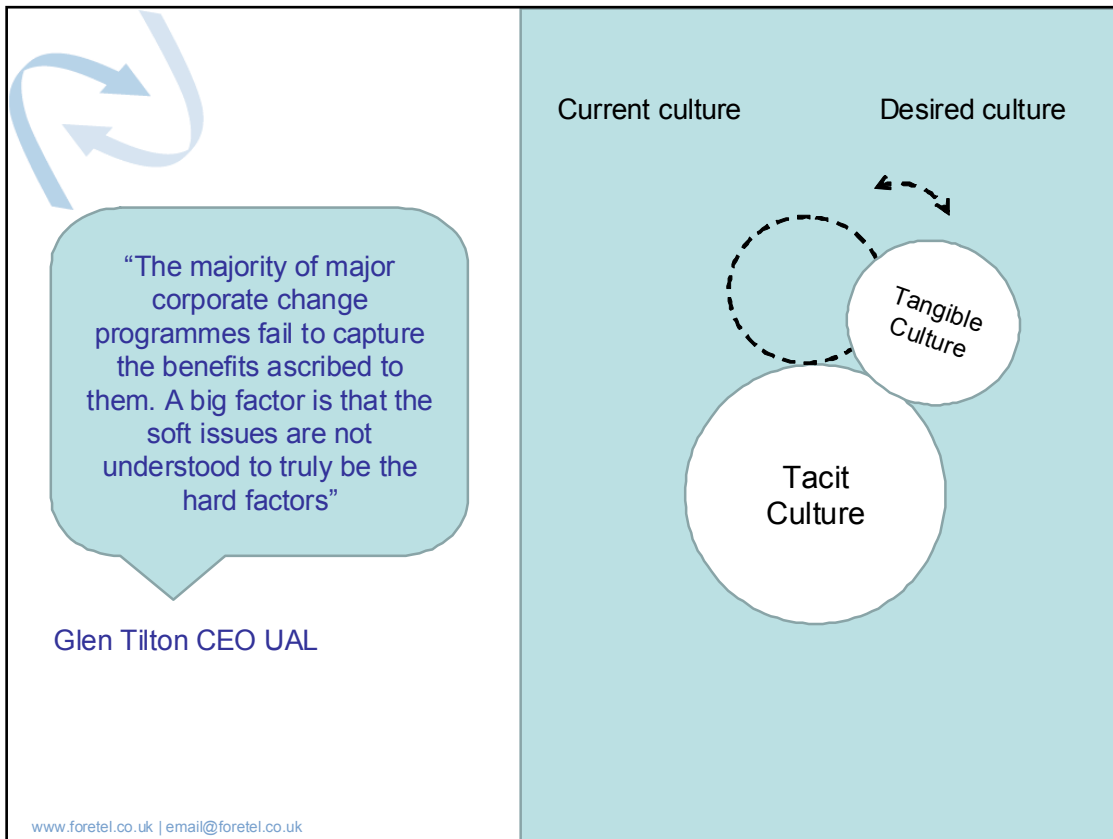 “The majority of major
corporate change
programmes fail to capture
the benefits ascribed to
them. A big factor is that the
soft issues are not
understood to truly be the
hard factors”
Glen Tilton CEO UAL
www.foretel.co.uk | email@foretel.co.uk
Current culture
Desired culture
Tangible
Culture
Tacit
Culture